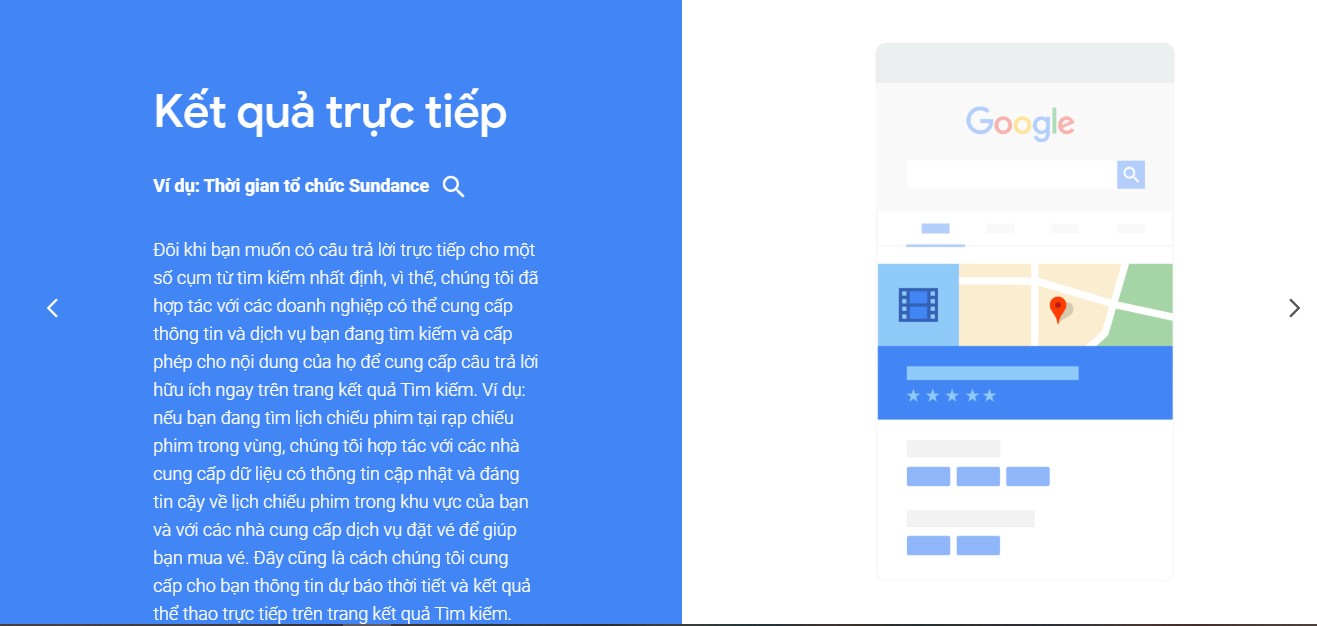 Kết quả trực tiếp
Ví dụ: Thời gian tổ chức Sundance
Đôi khi bạn muốn có câu trả lời trực tiếp cho một
số cụm từ tìm kiếm nhất định, vì thế, chúng tôi đã
hợp tác với các doanh nghiệp có thể cung cấp
thông tin và dịch vụ bạn đang tìm kiếm và cấp
phép cho nội dung của họ để cung cấp câu trả lời
hữu ích ngay trên trang kết quả Tìm kiếm. Ví dụ:
nếu bạn đang tìm lịch chiếu phim tại rạp chiếu
phim trong vùng, chúng tôi hợp tác với các nhà
cung cấp dữ liệu có thông tin cập nhật và đáng
tin cậy về lịch chiếu phim trong khu vực của bạn
và với các nhà cung cấp dịch vụ đặt vé để giúp
bạn mua vé. Đây cũng là cách chúng tôi cung
cấp cho bạn thông tin dự báo thời tiết và kết quả
thể thao trực tiếp trên trang kết quả Tìm kiếm.
Google